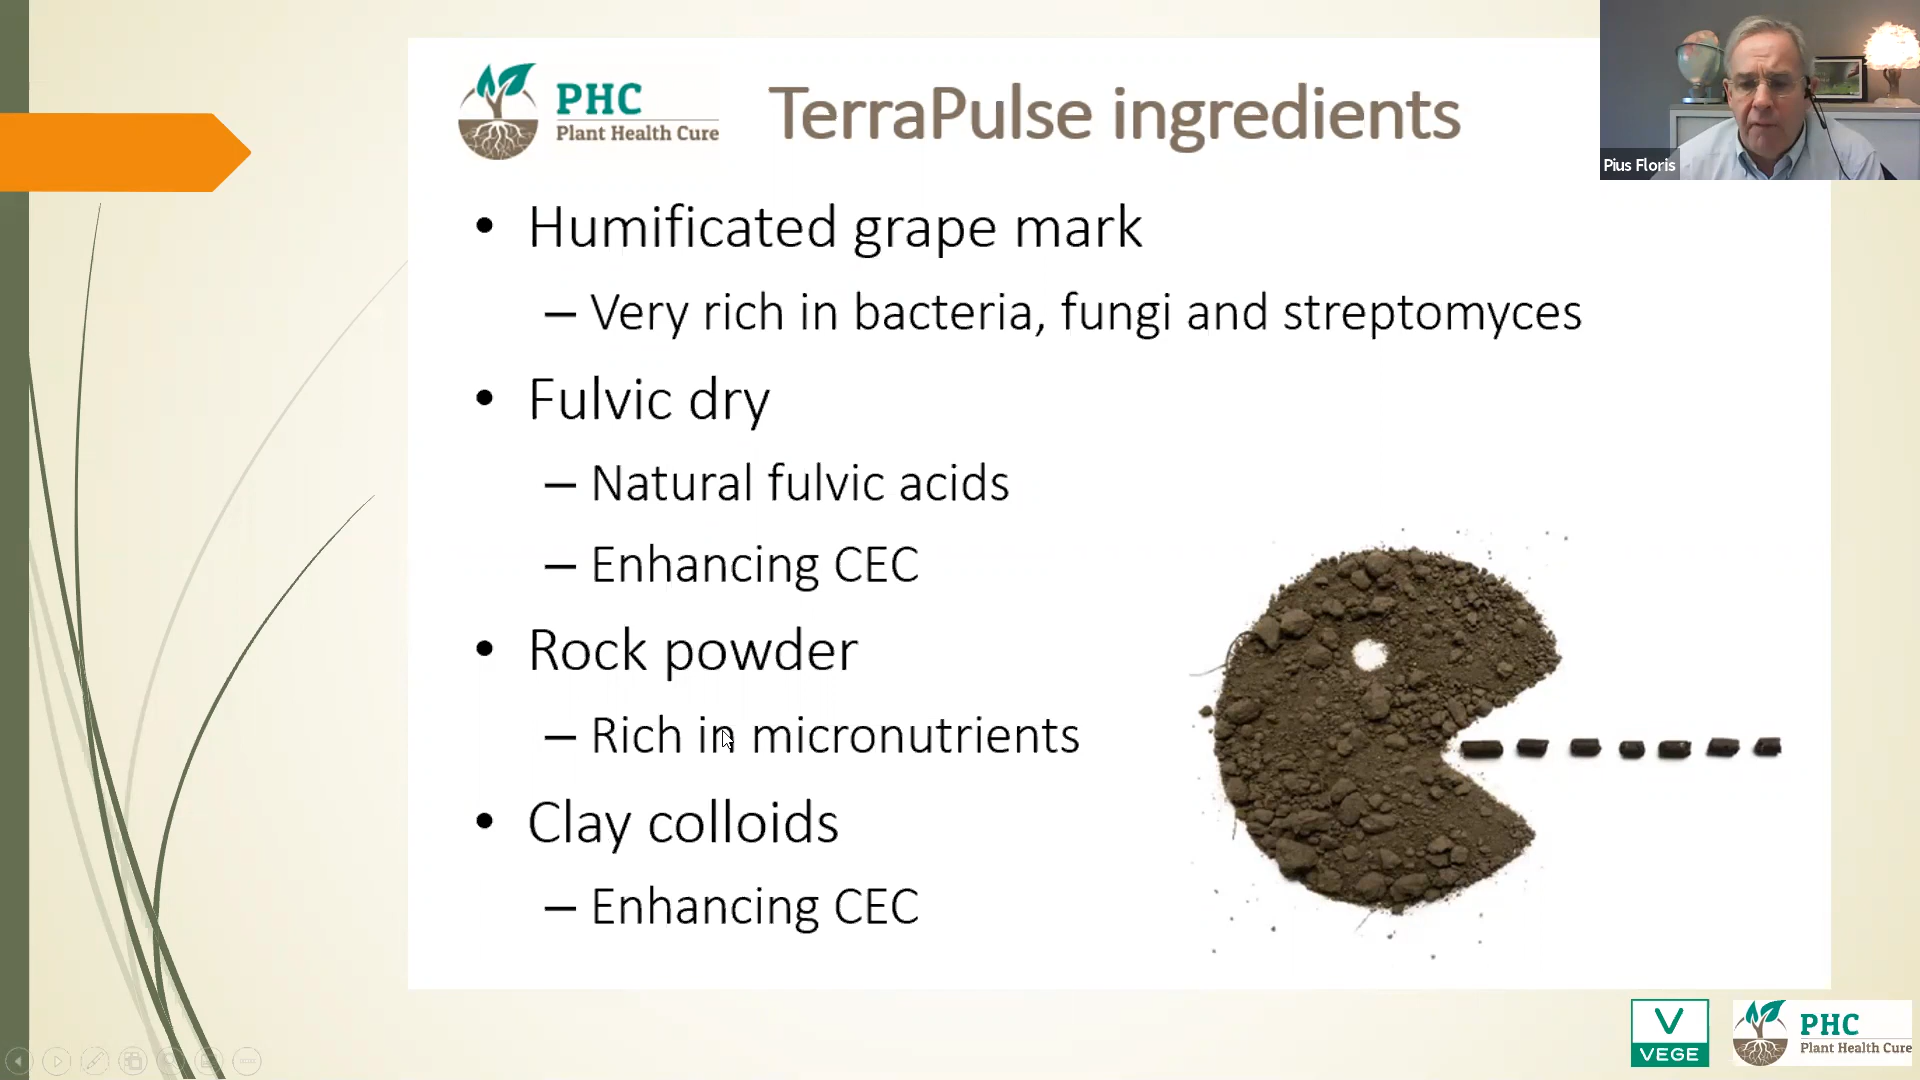 PHC
Plant Health Cure
TerraPulse ingredients
Pius Floris
• Humificated grape mark
– Very rich in bacteria, fungi and streptomyces
• Fulvic dry
– Natural fulvic acids
– Enhancing CEC
• Rock powder
– Rich in micronutrients
• Clay colloids
– Enhancing CEC
V
VEGE
PHC
Plant Health Cure